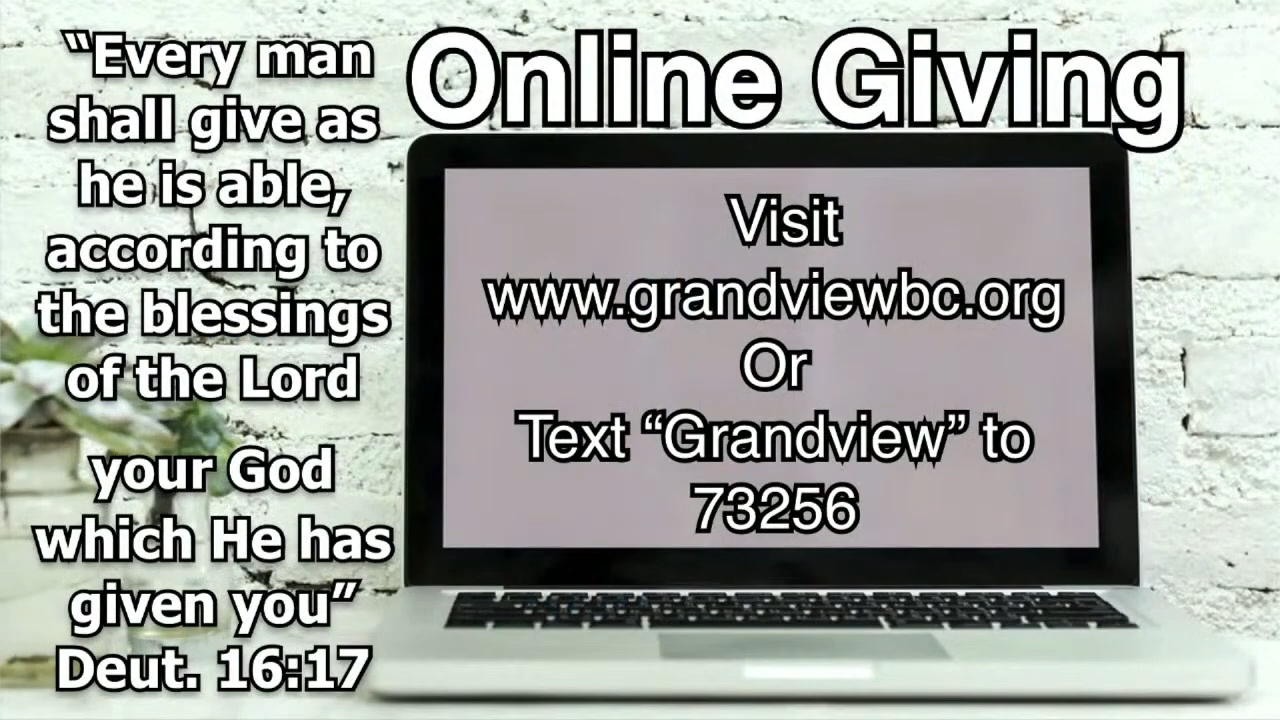 “Every man
shall give as
he is able,
according to
the blessings
of the Lord
your God
which He has
given you”
Deut. 16:17
Online Giving
Visit
www.grandviewbc.org
Or
Text “Grandview” to
73256